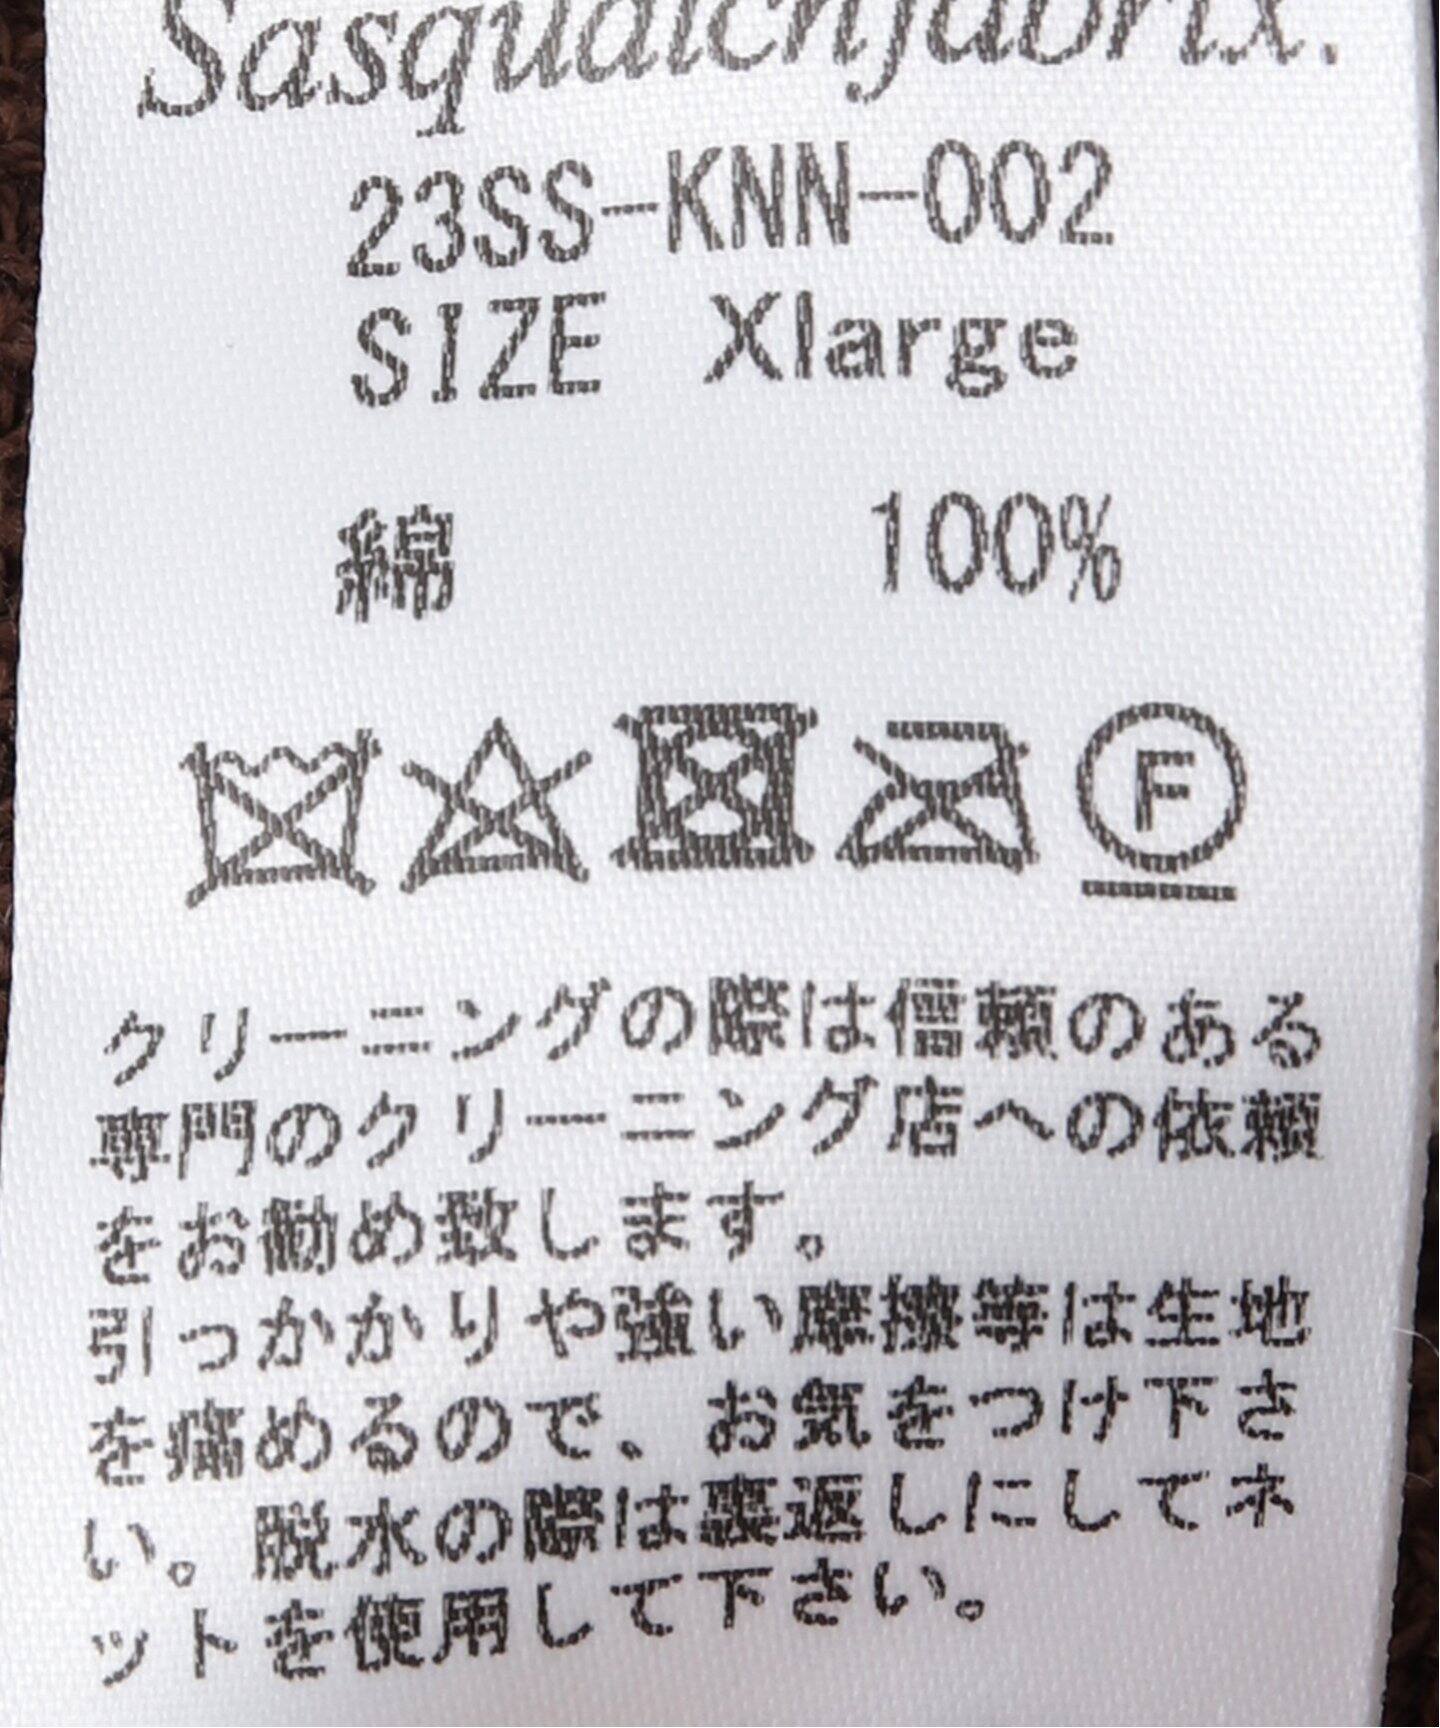 Sasquatchfabrix.
23SS-KNN-002
SIZE Xlarge
綿 100%
F
クリーニングの際は信頼のある
専門のクリーニング店への依頼
をお勧め致します。
引っかかりや強い摩擦等は生地
を痛めるので、お気をつけ下さ
い。脱水の際は裏返しにしてネ
ットを使用して下さい。